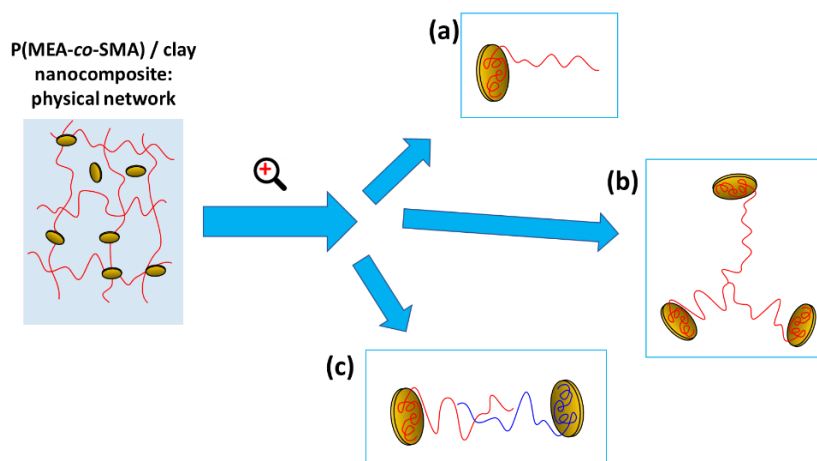 P(MEA-co-SMA) / clay
nanocomposite:
physical network
(a)
(b)
(c)